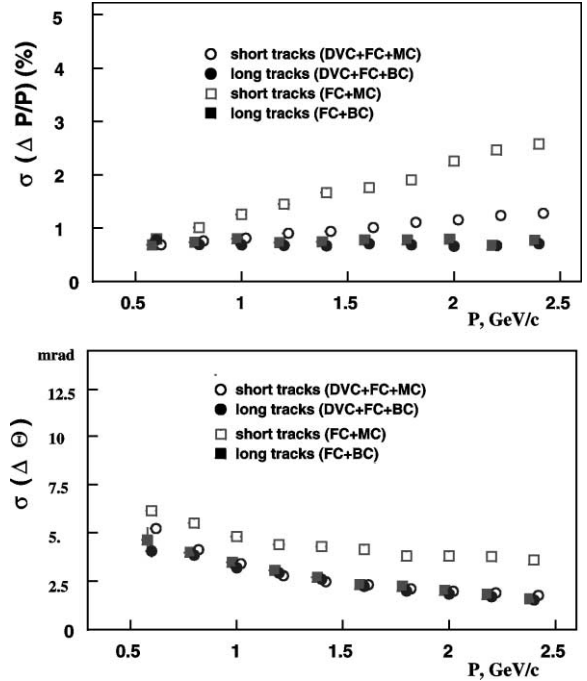 5
4
3
2
1
0
σ (Δ P/P) (%)
short tracks (DVC+FC+MC)
long tracks (DVC+FC+BC)
short tracks (FC+MC)
long tracks (FC+BC)
0.5 1 1.5 2 2.5
P, GeV/c
mrad
12.5
10
7.5
5.
2.5
0
σ (Δ Θ)
short tracks (DVC+FC+MC)
long tracks (DVC+FC+BC)
short tracks (FC+MC)
long tracks (FC+BC)
0.5 1 1.5 2 2.5
P, GeV/c